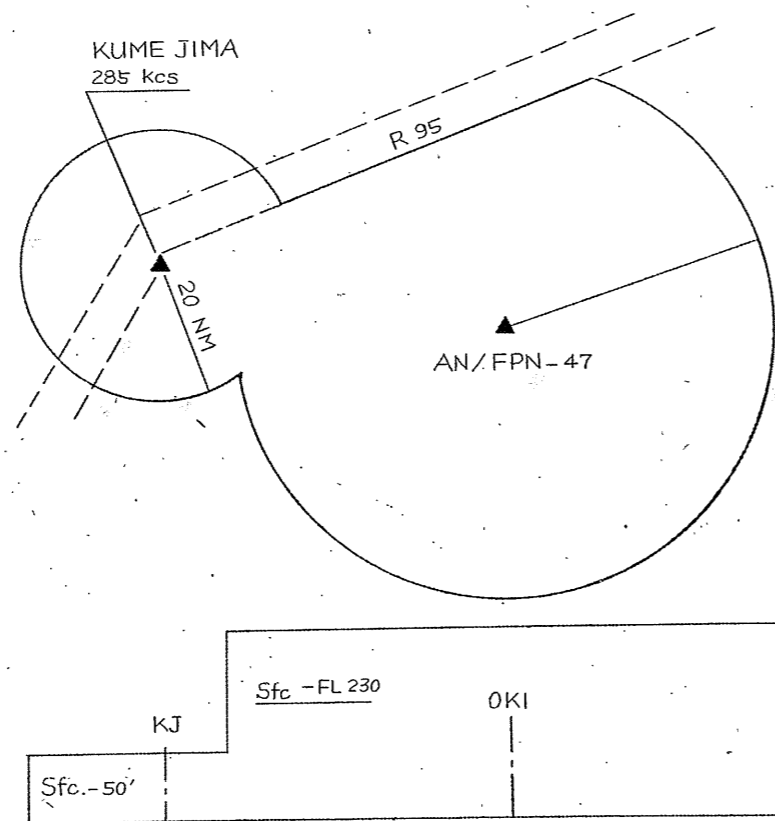 KUME JIMA
285 kcs
R 95
20 NM
AN/FPN-47
Sfc -FL 230
OKI
KJ
Sfc.-50'